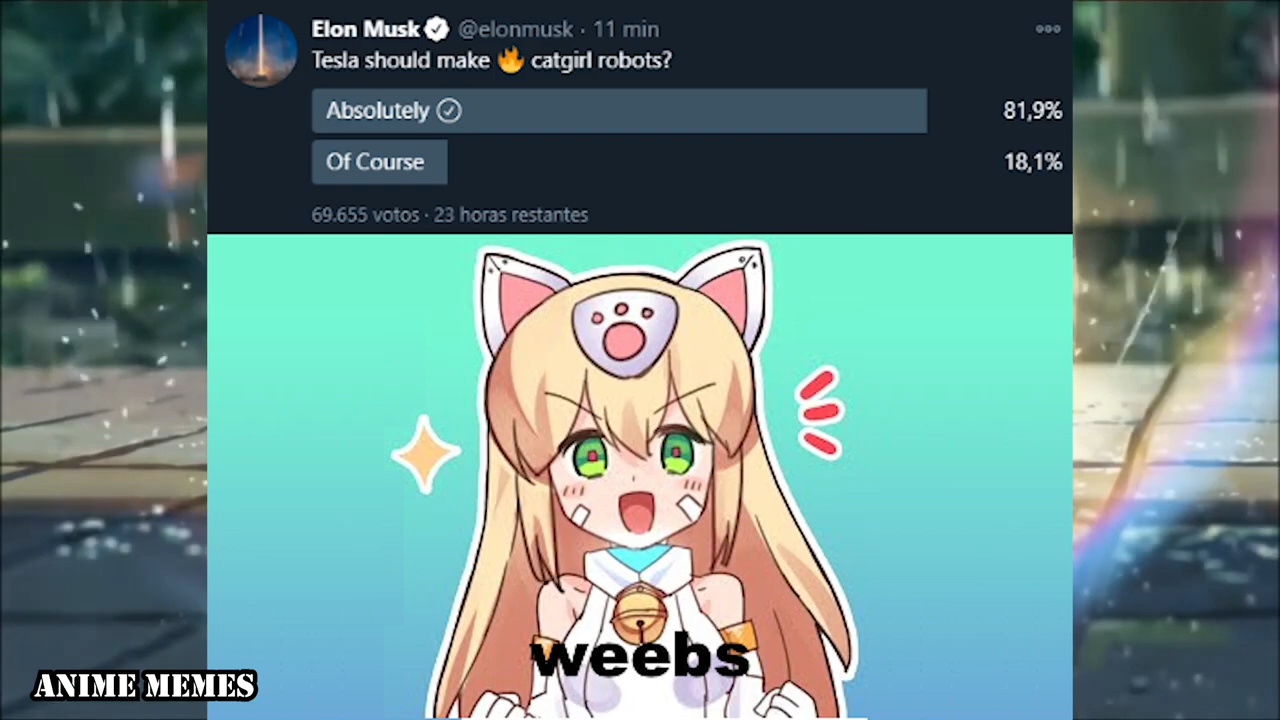 Elon Musk @elonmusk · 11 min
Tesla should make 🔥 catgirl robots?
Absolutely 81,9%
Of Course 18,1%
69.655 votos · 23 horas restantes
weebs
ANIME MEMES